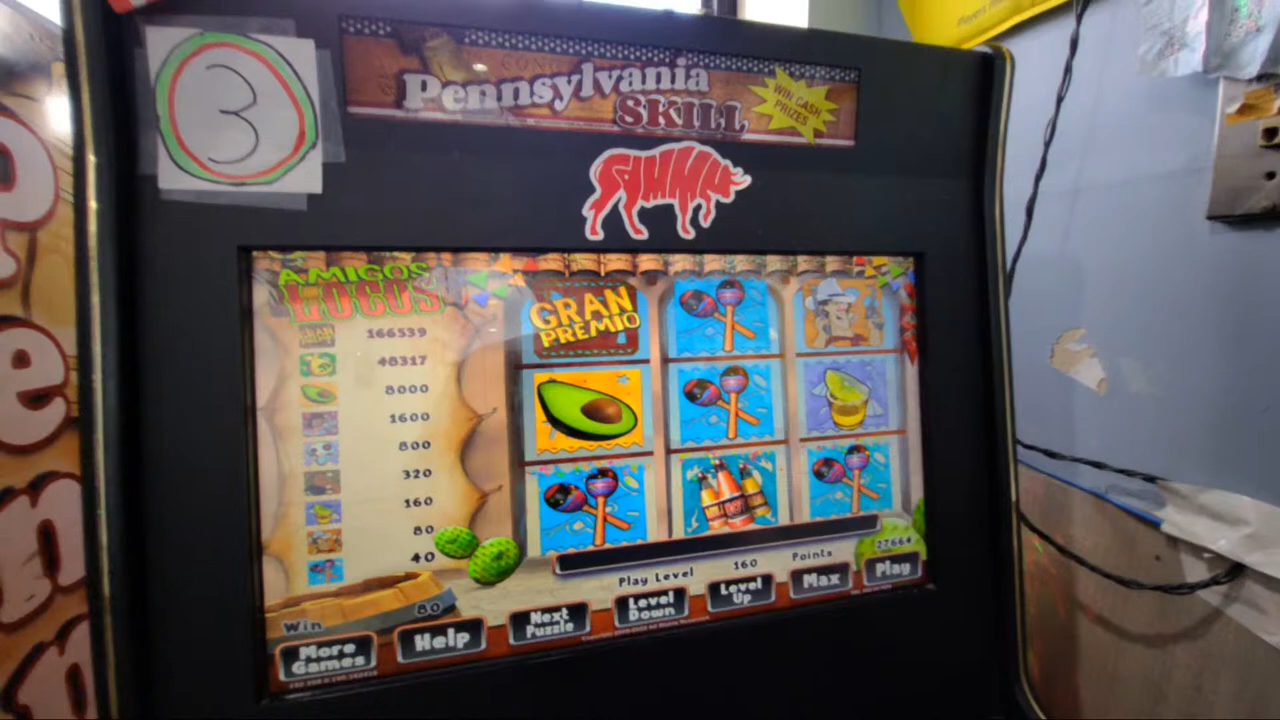 3
Pennsylvania
SKILL
WIN CASH
PRIZES
SAMMY
AMIGOS
LOCOS
166539
48317
8000
1600
800
320
160
80
40
GRAN
PREMIO
Win
80
Play Level
160
Points
27664
More
Games
Help
Next
Puzzle
Level
Down
Level
Up
Max
Play